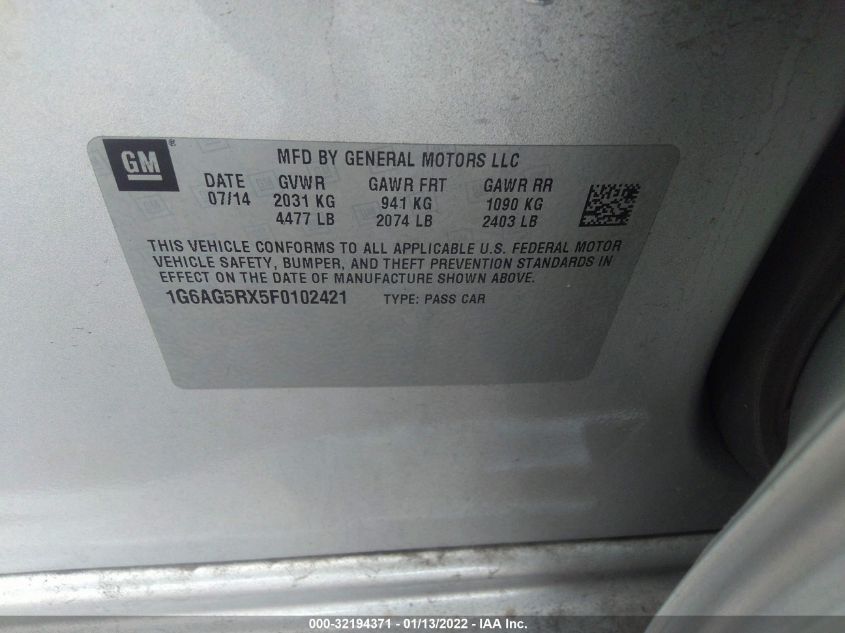 GM®
MFD BY GENERAL MOTORS LLC
DATE GVWR GAWR FRT GAWR RR
07/14 2031 KG 941 KG 1090 KG
4477 LB 2074 LB 2403 LB
THIS VEHICLE CONFORMS TO ALL APPLICABLE U.S. FEDERAL MOTOR
VEHICLE SAFETY, BUMPER, AND THEFT PREVENTION STANDARDS IN
EFFECT ON THE DATE OF MANUFACTURE SHOWN ABOVE.
1G6AG5RX5F0102421 TYPE: PASS CAR
000-32194371 - 01/13/2022 - IAA Inc.